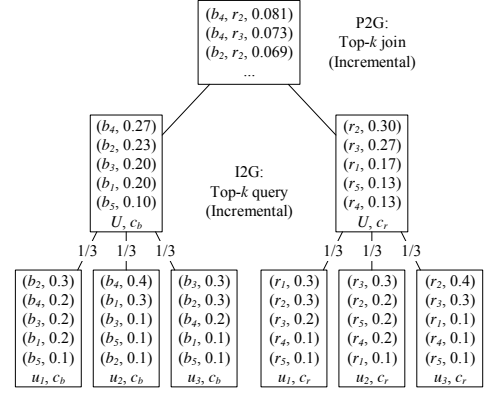 (b4, r2, 0.081)
(b4, r3, 0.073)
(b2, r2, 0.069)
...
P2G:
Top-k join
(Incremental)
(b4, 0.27)
(b2, 0.23)
(b3, 0.20)
(b1, 0.20)
(b5, 0.10)
U, cb
I2G:
Top-k query
(Incremental)
(r2, 0.30)
(r3, 0.27)
(r1, 0.17)
(r5, 0.13)
(r4, 0.13)
U, cr
1/3 1/3 1/3 1/3 1/3 1/3
(b2, 0.3)
(b4, 0.2)
(b3, 0.2)
(b1, 0.2)
(b5, 0.1)
u1, cb
(b4, 0.4)
(b1, 0.3)
(b3, 0.1)
(b5, 0.1)
(b2, 0.1)
u2, cb
(b3, 0.3)
(b2, 0.3)
(b4, 0.2)
(b1, 0.1)
(b5, 0.1)
u3, cb
(r1, 0.3)
(r2, 0.3)
(r3, 0.2)
(r4, 0.1)
(r5, 0.1)
u1, cr
(r3, 0.3)
(r2, 0.2)
(r5, 0.2)
(r4, 0.2)
(r1, 0.1)
u2, cr
(r2, 0.4)
(r3, 0.3)
(r1, 0.1)
(r4, 0.1)
(r5, 0.1)
u3, cr